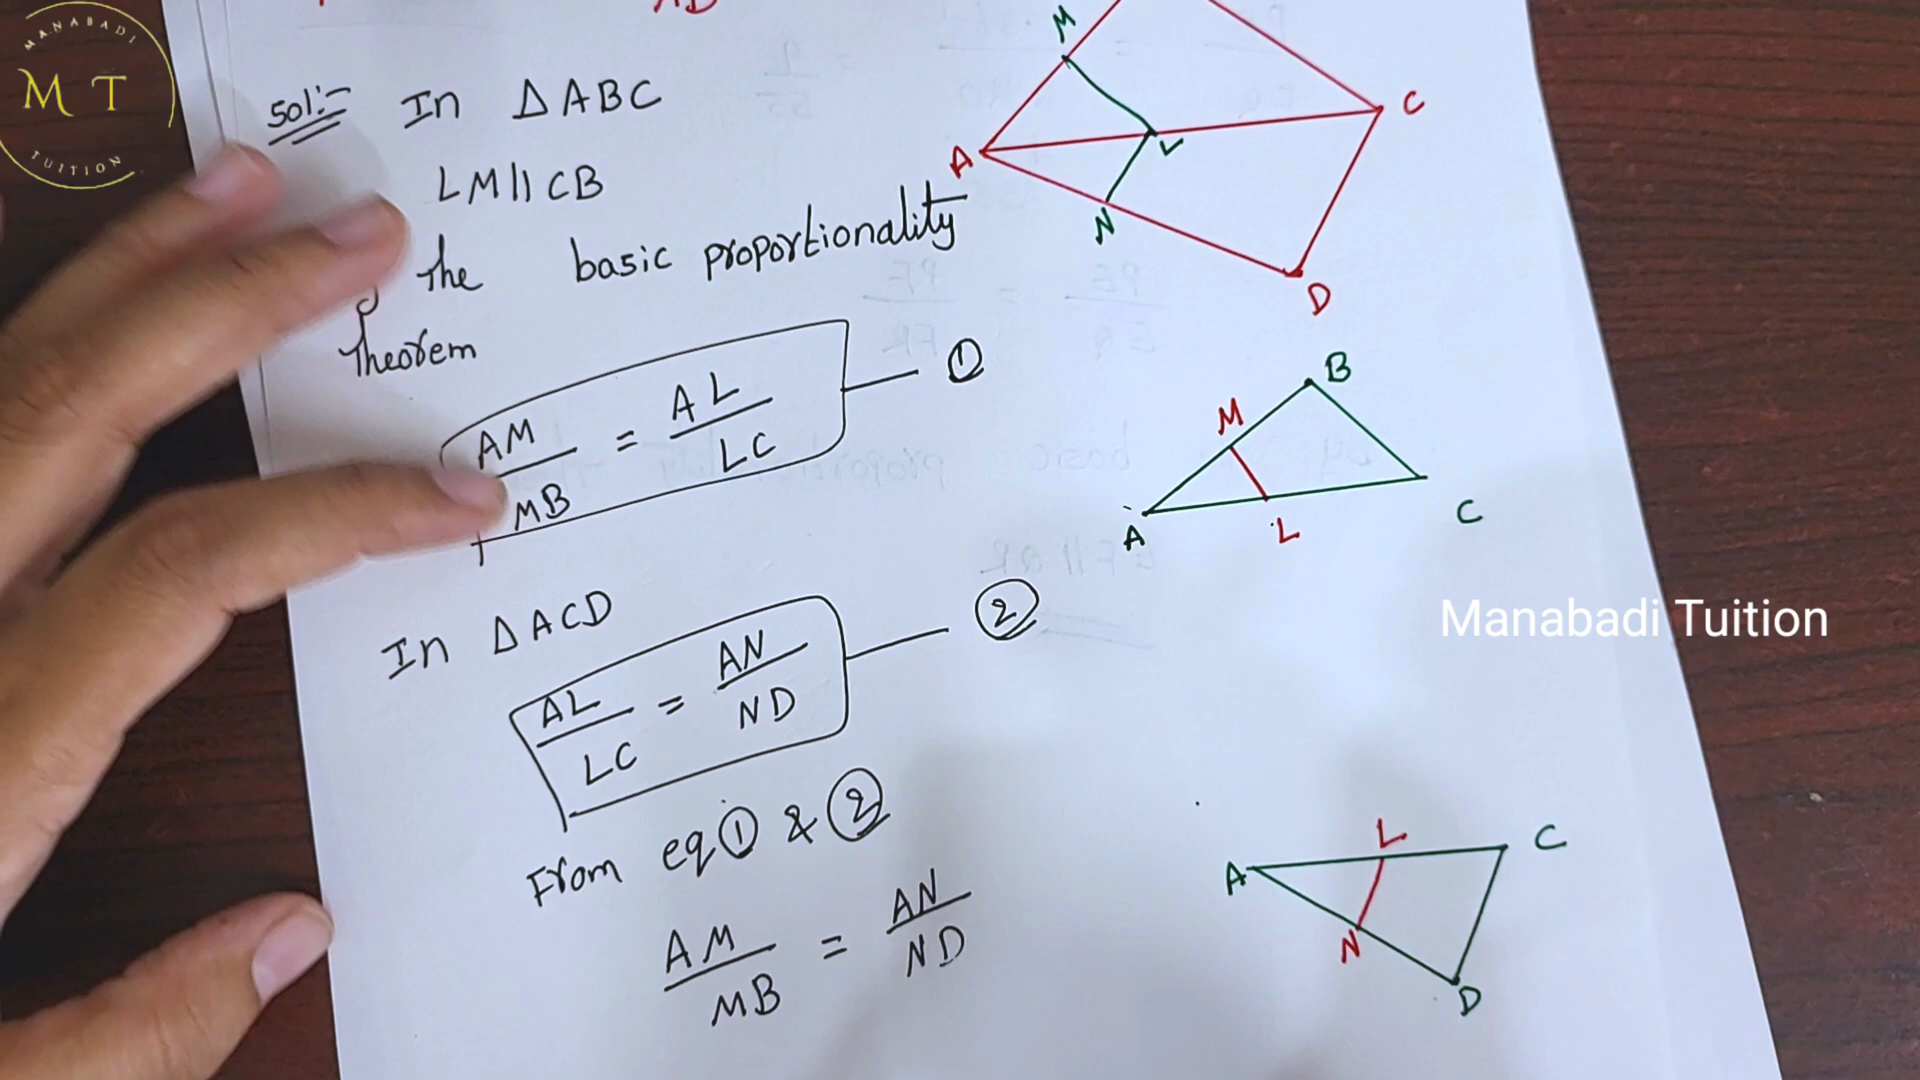 MANABADI
M T
TUITION
Sol:- In ΔABC
LM || CB
the basic proportionality
Theorem
AM/MB = AL/LC — ①
In ΔACD
AL/LC = AN/ND — ②
From eq ① & ②
AM/MB = AN/ND
M
C
A
L
N
D
B
M
A
L
C
Manabadi Tuition
L
C
A
N
D